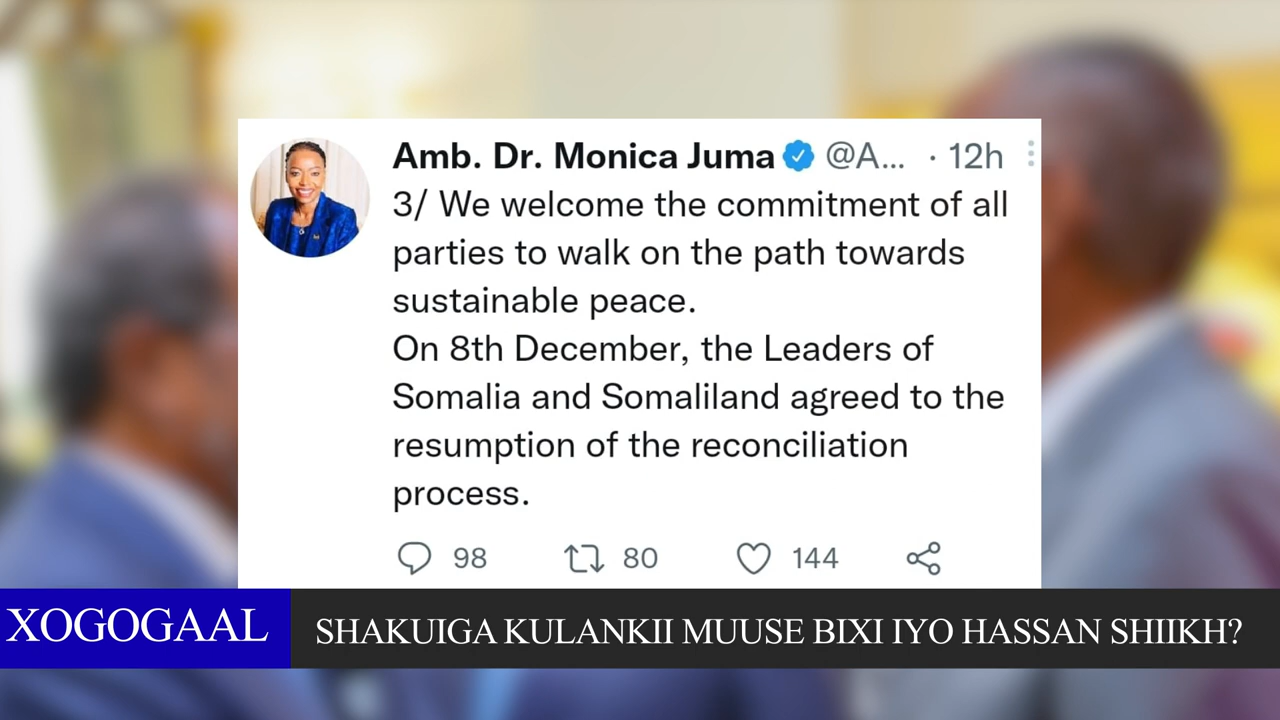 Amb. Dr. Monica Juma @A... · 12h
3/ We welcome the commitment of all
parties to walk on the path towards
sustainable peace.
On 8th December, the Leaders of
Somalia and Somaliland agreed to the
resumption of the reconciliation
process.
98 80 144
XOGOGAAL SHAKUIGA KULANKII MUUSE BIXI IYO HASSAN SHIIKH?